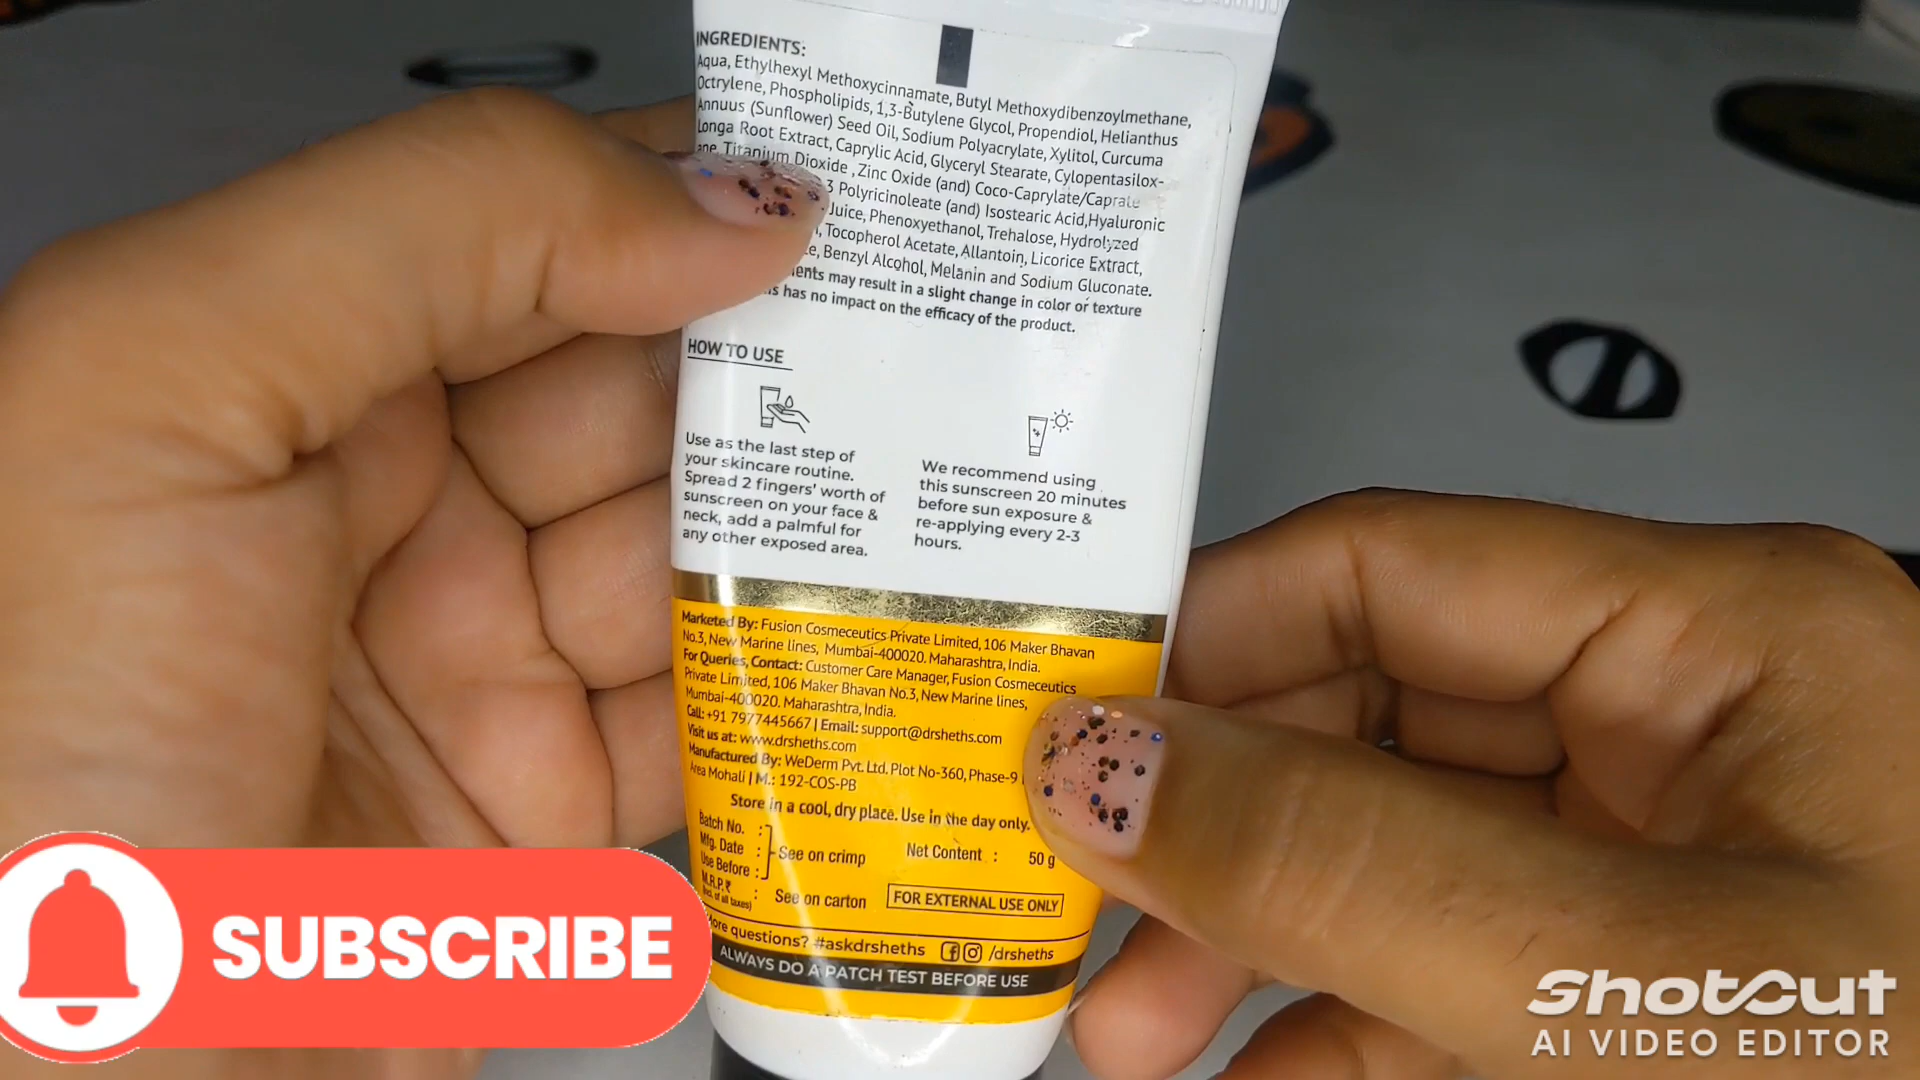 INGREDIENTS:
Aqua, Ethylhexyl Methoxycinnamate, Butyl Methoxydibenzoylmethane,
Octrylene, Phospholipids, 1,3-Butylene Glycol, Propendiol, Helianthus
Annuus (Sunflower) Seed Oil, Sodium Polyacrylate, Xylitol, Curcuma
Longa Root Extract, Caprylic Acid, Glyceryl Stearate, Cylopentasilox-
ane, Titanium Dioxide, Zinc Oxide (and) Coco-Caprylate/Caprate
3 Polyricinoleate (and) Isostearic Acid,Hyaluronic
Juice, Phenoxyethanol, Trehalose, Hydrolyzed
Tocopherol Acetate, Allantoin, Licorice Extract,
Benzyl Alcohol, Melanin and Sodium Gluconate.
may result in a slight change in color or texture
has no impact on the efficacy of the product.
HOW TO USE
Use as the last step of
your skincare routine.
Spread 2 fingers' worth of
sunscreen on your face &
neck, add a palmful for
any other exposed area.
We recommend using
this sunscreen 20 minutes
before sun exposure &
re-applying every 2-3
hours.
Marketed By: Fusion Cosmeceutics Private Limited, 106 Maker Bhavan
No.3, New Marine lines, Mumbai-400020. Maharashtra, India.
For Queries, Contact: Customer Care Manager, Fusion Cosmeceutics
Private Limited, 106 Maker Bhavan No.3, New Marine lines,
Mumbai-400020. Maharashtra, India.
Call: +91 7977445667 | Email: support@drsheths.com
Visit us at: www.drsheths.com
Manufactured By: WeDerm Pvt. Ltd. Plot No-360, Phase-9
Area Mohali | M.: 192-COS-PB
Store in a cool, dry place. Use in the day only.
Batch No. :
Mfg. Date :
Use Before :
See on crimp
Net Content : 50 g
M.R.P.₹ :
(incl. of all taxes)
See on carton
FOR EXTERNAL USE ONLY
More questions? #askdrsheths /drsheths
ALWAYS DO A PATCH TEST BEFORE USE
SUBSCRIBE
ShotCut
AI VIDEO EDITOR